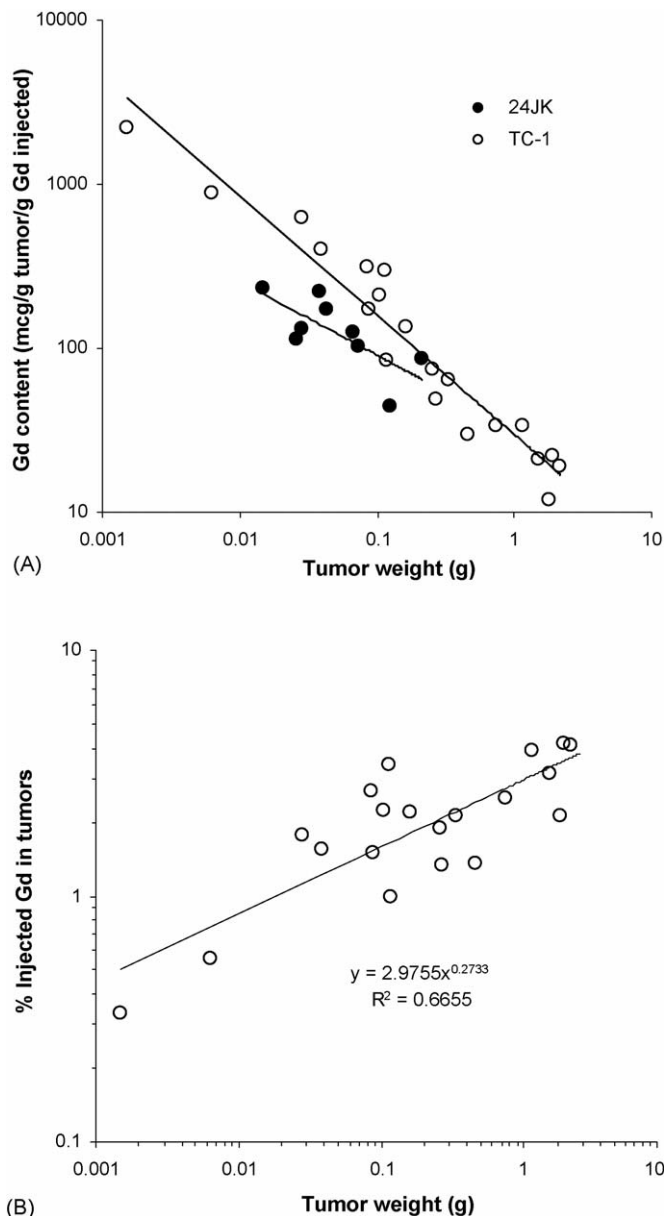 10000
1000
100
10
Gd content (mcg/g tumor/g Gd injected)
24JK
TC-1
0.001
0.01
0.1
1
10
Tumor weight (g)
(A)
10
1
0.1
% Injected Gd in tumors
y = 2.9755x^0.2733
R² = 0.6655
0.001
0.01
0.1
1
10
Tumor weight (g)
(B)